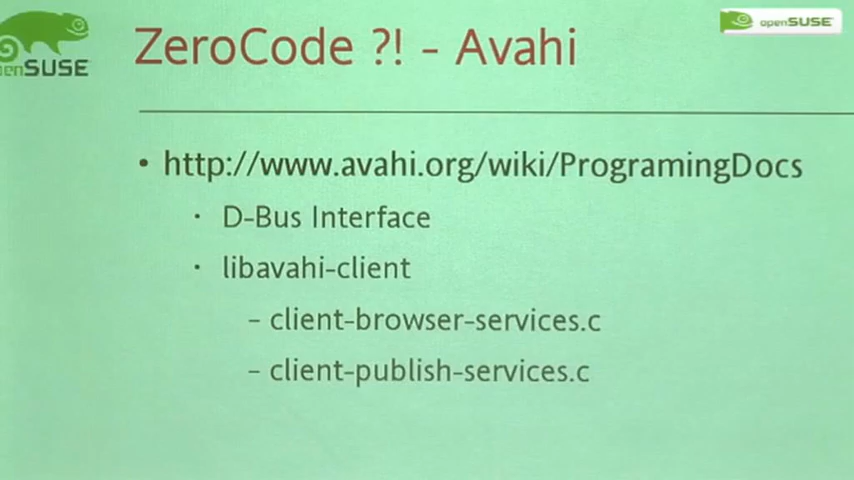 openSUSE
openSUSE
ZeroCode ?! - Avahi
• http://www.avahi.org/wiki/ProgramingDocs
• D-Bus Interface
• libavahi-client
– client-browser-services.c
– client-publish-services.c